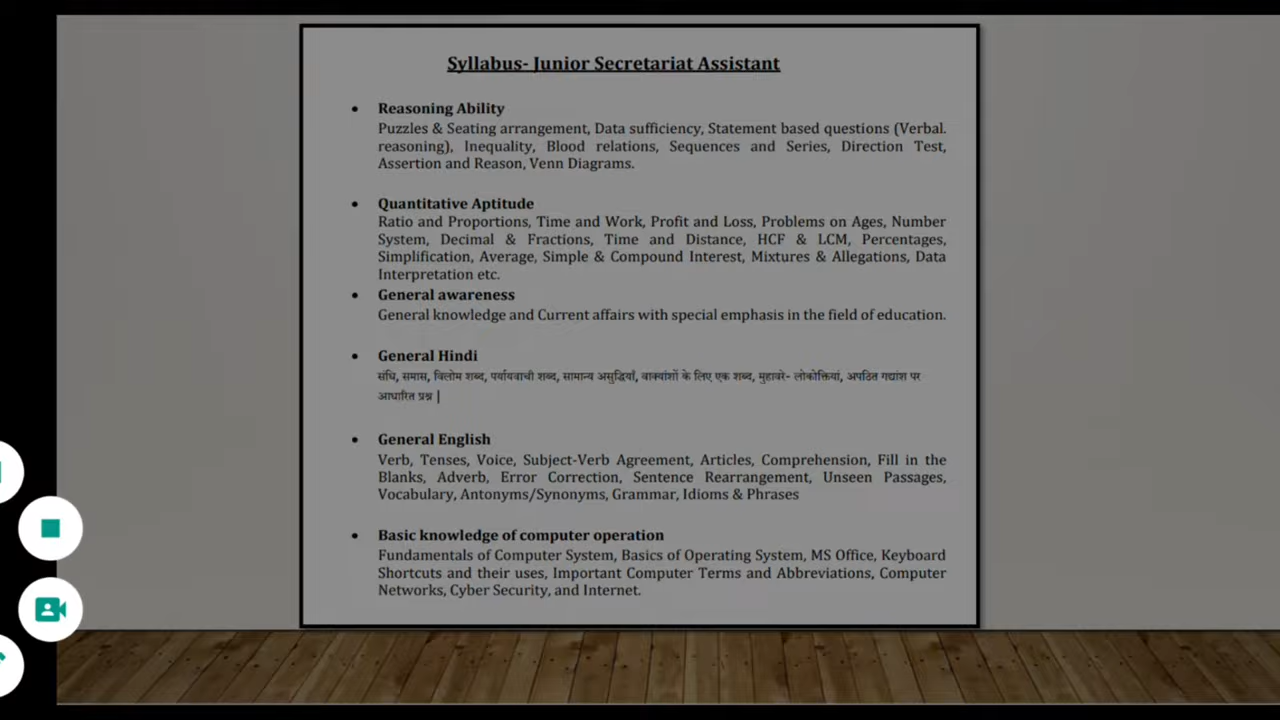 Syllabus- Junior Secretariat Assistant
• Reasoning Ability
Puzzles & Seating arrangement, Data sufficiency, Statement based questions (Verbal.
reasoning), Inequality, Blood relations, Sequences and Series, Direction Test,
Assertion and Reason, Venn Diagrams.
• Quantitative Aptitude
Ratio and Proportions, Time and Work, Profit and Loss, Problems on Ages, Number
System, Decimal & Fractions, Time and Distance, HCF & LCM, Percentages,
Simplification, Average, Simple & Compound Interest, Mixtures & Allegations, Data
Interpretation etc.
• General awareness
General knowledge and Current affairs with special emphasis in the field of education.
• General Hindi
संधि, समास, विलोम शब्द, पर्यायवाची शब्द, सामान्य असुद्धियाँ, वाक्यांशों के लिए एक शब्द, मुहावरे- लोकोक्तियां, अपठित गद्यांश पर
आधारित प्रश्न |
• General English
Verb, Tenses, Voice, Subject-Verb Agreement, Articles, Comprehension, Fill in the
Blanks, Adverb, Error Correction, Sentence Rearrangement, Unseen Passages,
Vocabulary, Antonyms/Synonyms, Grammar, Idioms & Phrases
• Basic knowledge of computer operation
Fundamentals of Computer System, Basics of Operating System, MS Office, Keyboard
Shortcuts and their uses, Important Computer Terms and Abbreviations, Computer
Networks, Cyber Security, and Internet.